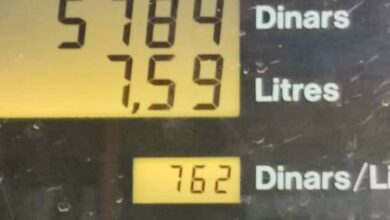 5784 Dinars
7,59 Litres
762 Dinars/Li